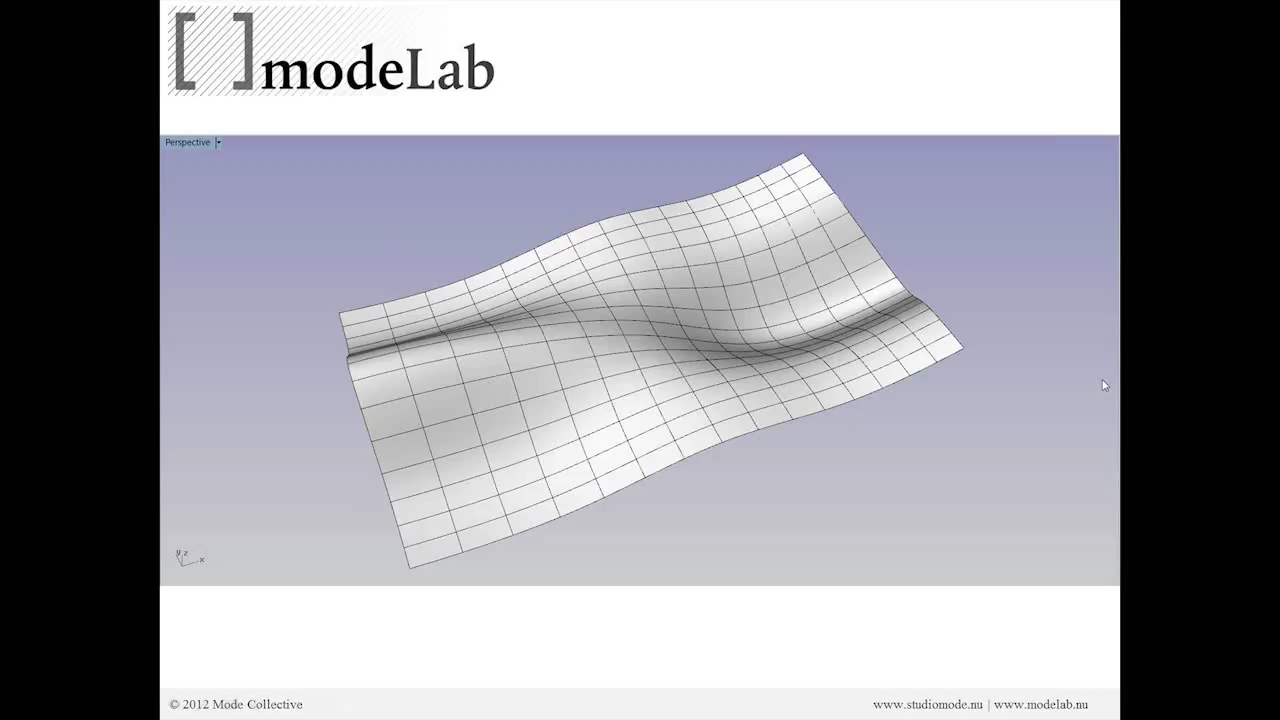 [ ]modeLab
Perspective
y z
x
© 2012 Mode Collective
www.studiomode.nu | www.modelab.nu